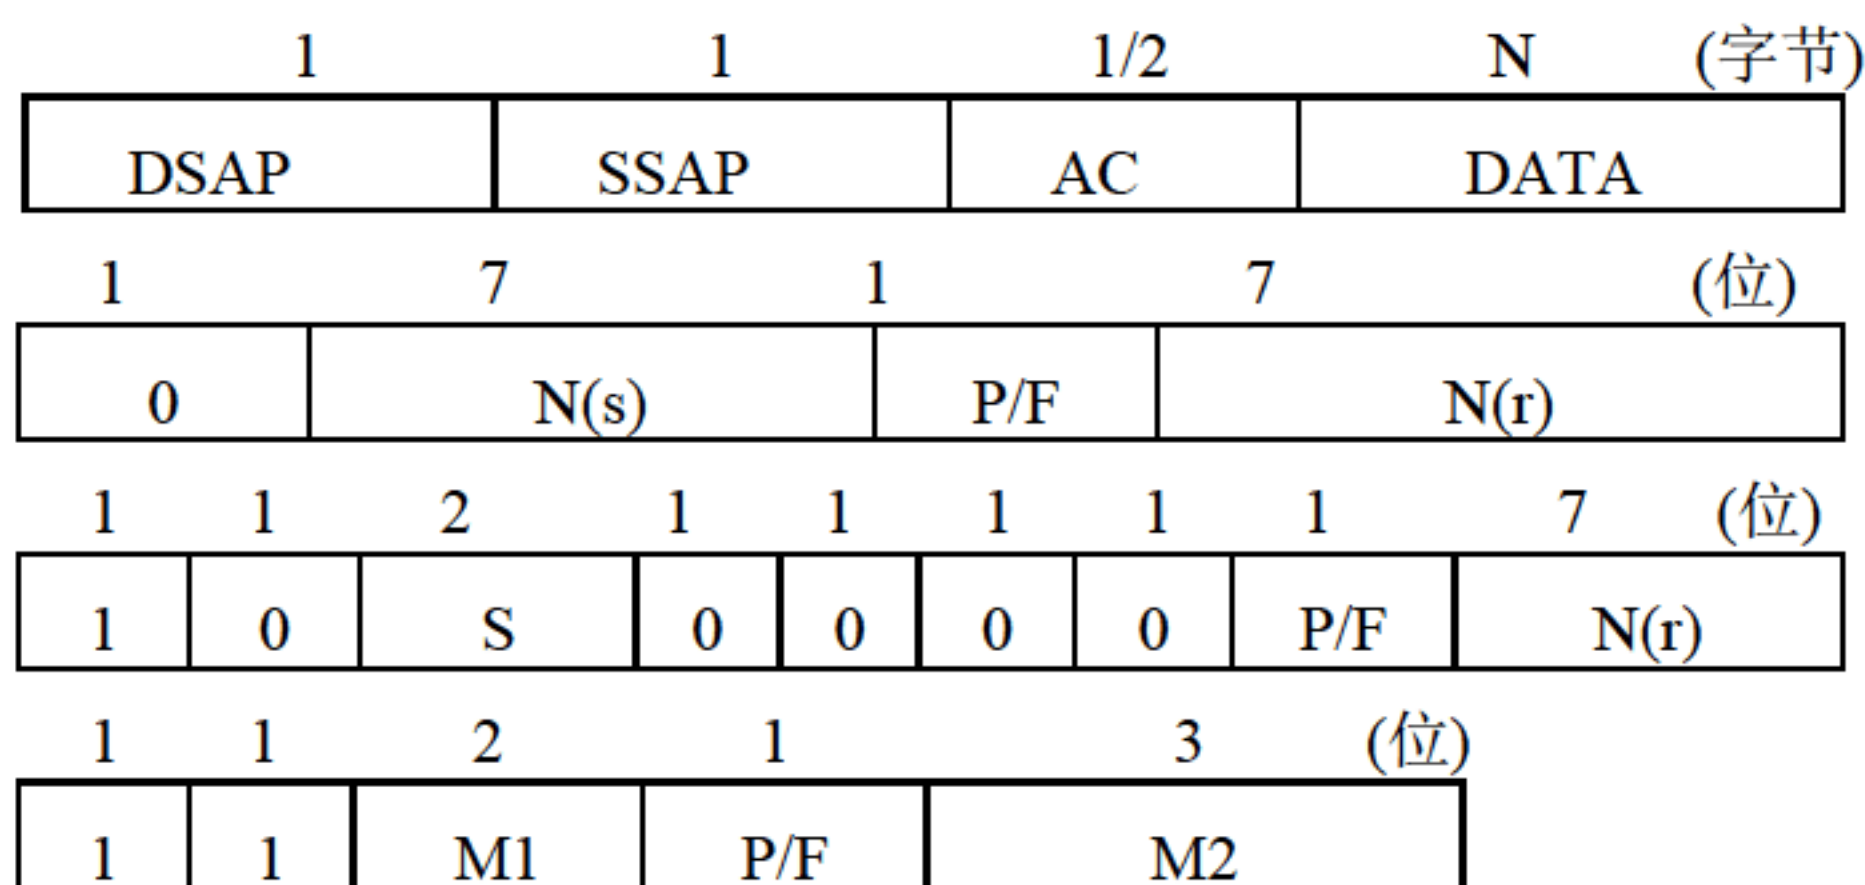 1 1 1/2 N (字节)
DSAP SSAP AC DATA
1 7 1 7 (位)
0 N(s) P/F N(r)
1 1 2 1 1 1 1 1 7 (位)
1 0 S 0 0 0 0 P/F N(r)
1 1 2 1 3 (位)
1 1 M1 P/F M2